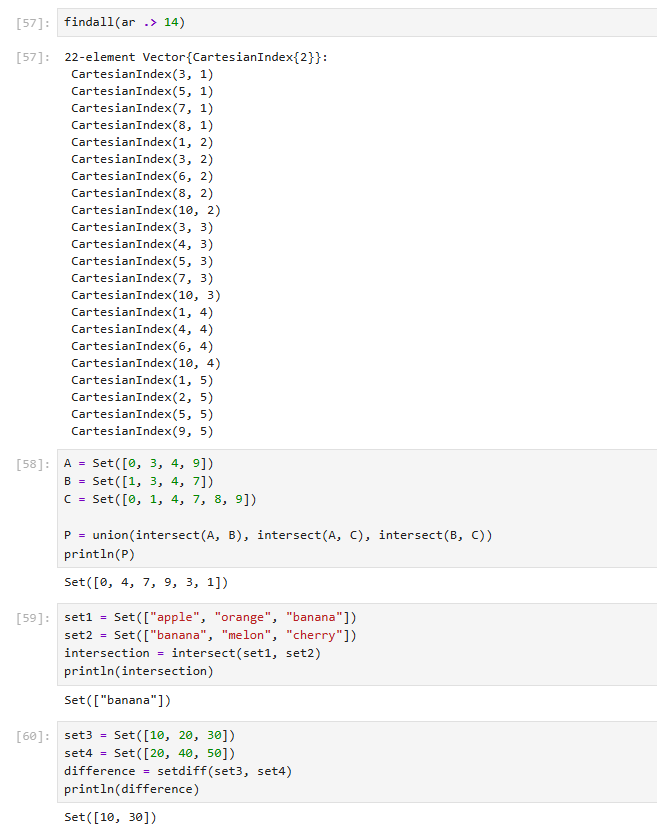 [57]: findall(ar .> 14)
[57]: 22-element Vector{CartesianIndex{2}}:
CartesianIndex(3, 1)
CartesianIndex(5, 1)
CartesianIndex(7, 1)
CartesianIndex(8, 1)
CartesianIndex(1, 2)
CartesianIndex(3, 2)
CartesianIndex(6, 2)
CartesianIndex(8, 2)
CartesianIndex(10, 2)
CartesianIndex(3, 3)
CartesianIndex(4, 3)
CartesianIndex(5, 3)
CartesianIndex(7, 3)
CartesianIndex(10, 3)
CartesianIndex(1, 4)
CartesianIndex(4, 4)
CartesianIndex(6, 4)
CartesianIndex(10, 4)
CartesianIndex(1, 5)
CartesianIndex(2, 5)
CartesianIndex(5, 5)
CartesianIndex(9, 5)
[58]: A = Set([0, 3, 4, 9])
B = Set([1, 3, 4, 7])
C = Set([0, 1, 4, 7, 8, 9])
P = union(intersect(A, B), intersect(A, C), intersect(B, C))
println(P)
Set([0, 4, 7, 9, 3, 1])
[59]: set1 = Set(["apple", "orange", "banana"])
set2 = Set(["banana", "melon", "cherry"])
intersection = intersect(set1, set2)
println(intersection)
Set(["banana"])
[60]: set3 = Set([10, 20, 30])
set4 = Set([20, 40, 50])
difference = setdiff(set3, set4)
println(difference)
Set([10, 30])